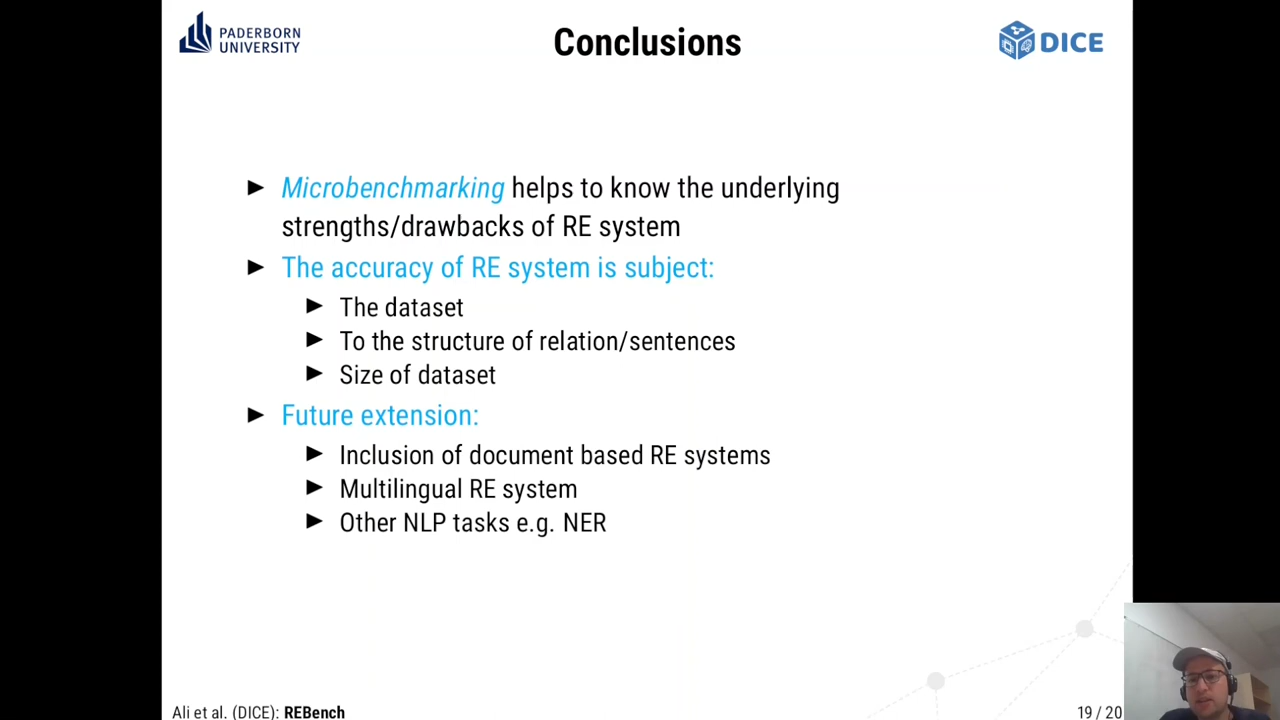 PADERBORN
UNIVERSITY
Conclusions
DICE
Microbenchmarking helps to know the underlying
strengths/drawbacks of RE system
The accuracy of RE system is subject:
The dataset
To the structure of relation/sentences
Size of dataset
Future extension:
Inclusion of document based RE systems
Multilingual RE system
Other NLP tasks e.g. NER
Ali et al. (DICE): REBench
19 / 20